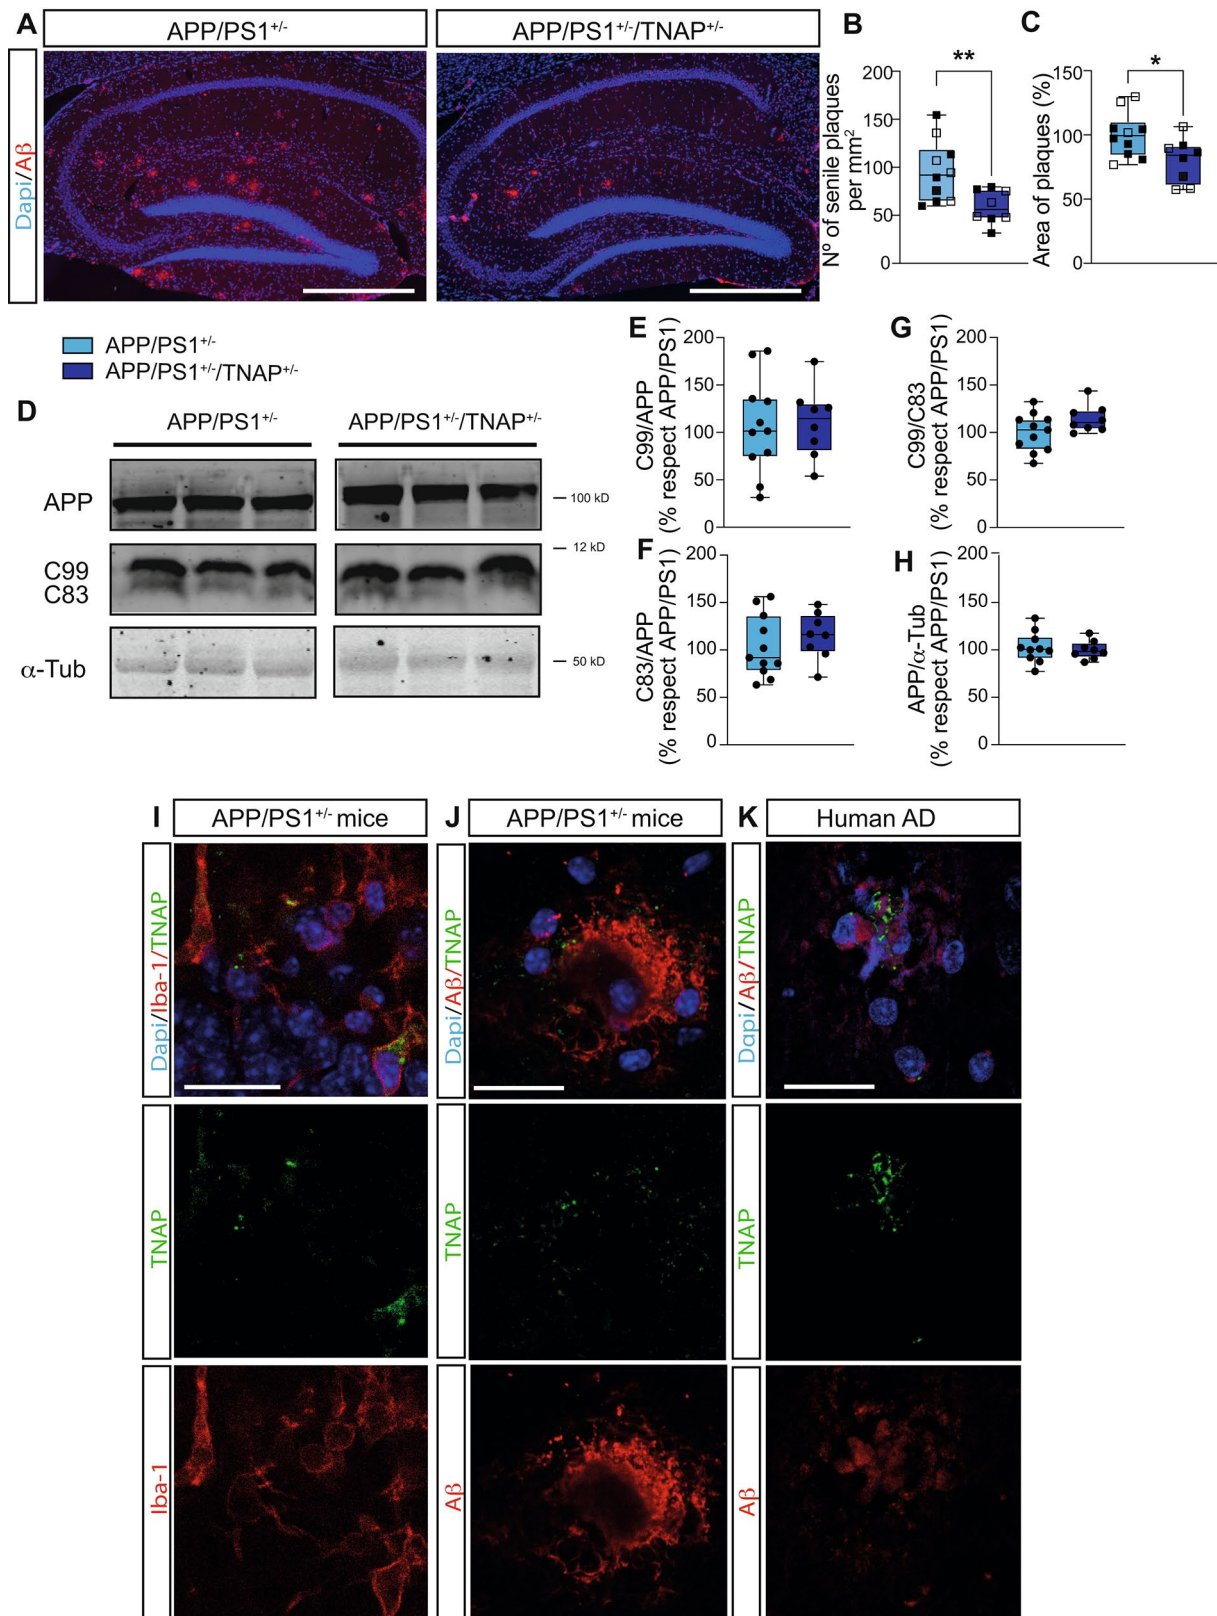 A
APP/PS1+/-
APP/PS1+/-/TNAP+/-
Dapi/Aβ
B
Nº of senile plaques
per mm2
200
150
100
50
0
**
C
Area of plaques (%)
150
100
50
0
*
APP/PS1+/-
APP/PS1+/-/TNAP+/-
D
APP/PS1+/-
APP/PS1+/-/TNAP+/-
APP
100 kD
12 kD
C99
C83
α-Tub
50 kD
E
C99/APP
(% respect APP/PS1)
200
150
100
50
0
G
C99/C83
(% respect APP/PS1)
200
150
100
50
0
F
C83/APP
(% respect APP/PS1)
200
150
100
50
0
H
APP/α-Tub
(% respect APP/PS1)
200
150
100
50
0
I
APP/PS1+/- mice
Dapi/Iba-1/TNAP
TNAP
Iba-1
J
APP/PS1+/- mice
Dapi/Aβ/TNAP
TNAP
Aβ
K
Human AD
Dapi/Aβ/TNAP
TNAP
Aβ